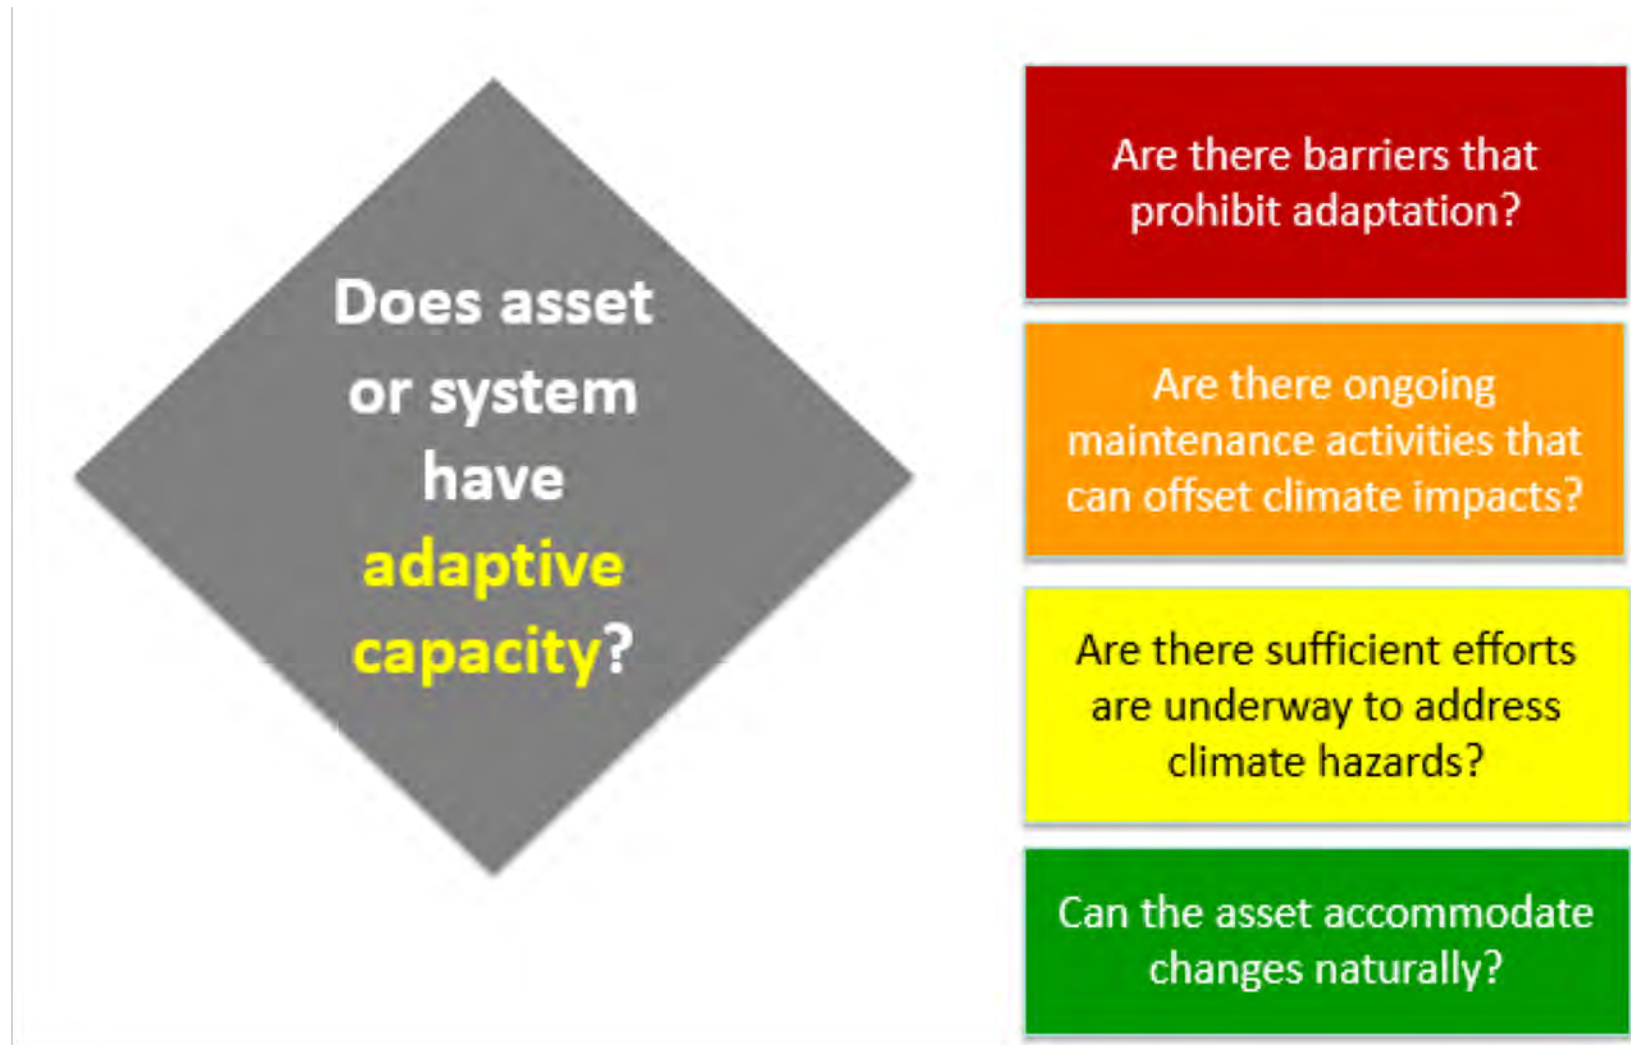 Does asset
or system
have
adaptive
capacity?
Are there barriers that
prohibit adaptation?
Are there ongoing
maintenance activities that
can offset climate impacts?
Are there sufficient efforts
are underway to address
climate hazards?
Can the asset accommodate
changes naturally?